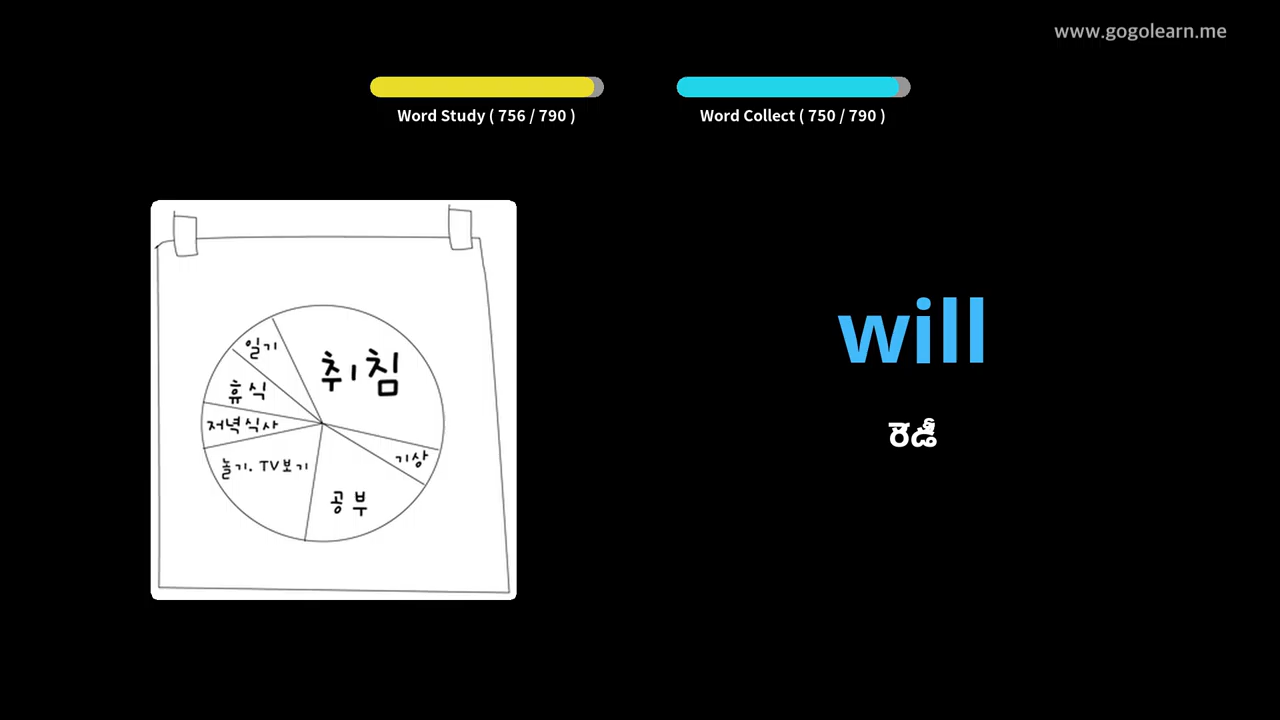 www.gogolearn.me
Word Study ( 756 / 790 )
Word Collect ( 750 / 790 )
일기
취침
휴식
저녁식사
놀기. TV보기
기상
공부
will
రెడీ